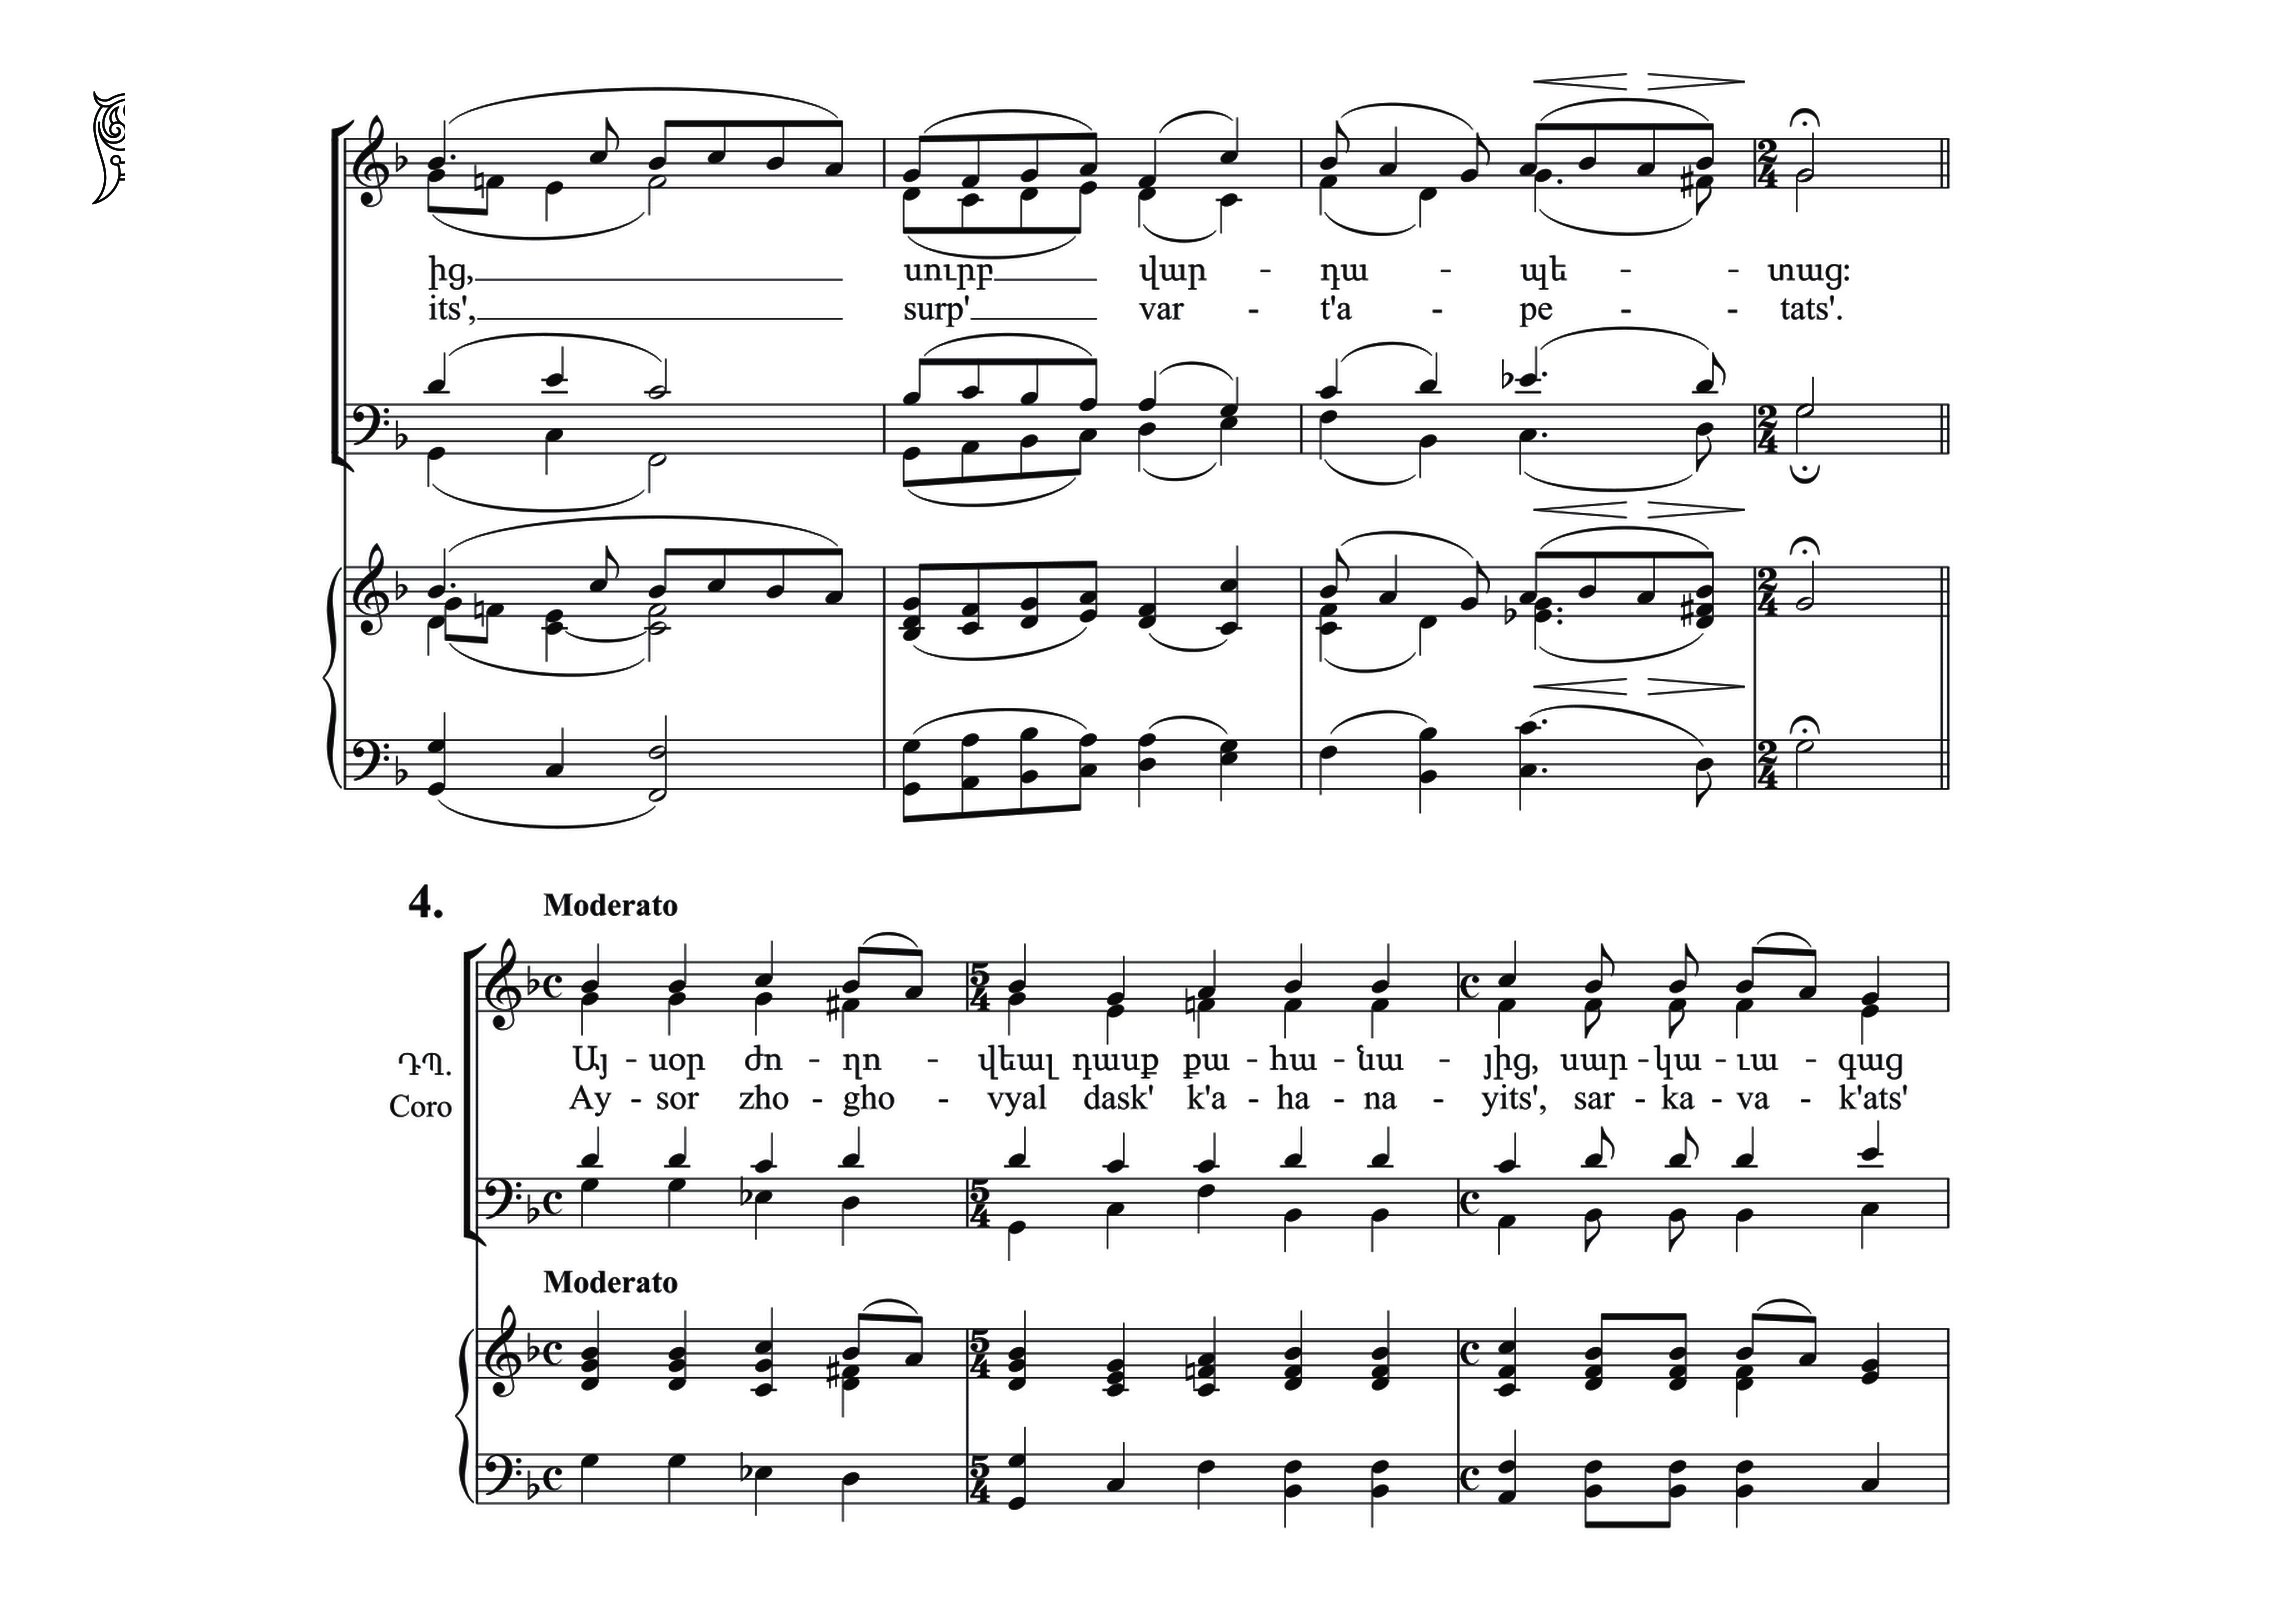 ից, սուրբ վար - դա - պե - - տաց։
its', surp' var - t'a - pe - - tats'.
4. Moderato
ԴՊ. Այ - սօր ժո - ղո - վեալ դասք քա - հա - նա - յից, սար - կա - ւա - գաց
Coro Ay - sor zho - gho - vyal dask' k'a - ha - na - yits', sar - ka - va - k'ats'
Moderato